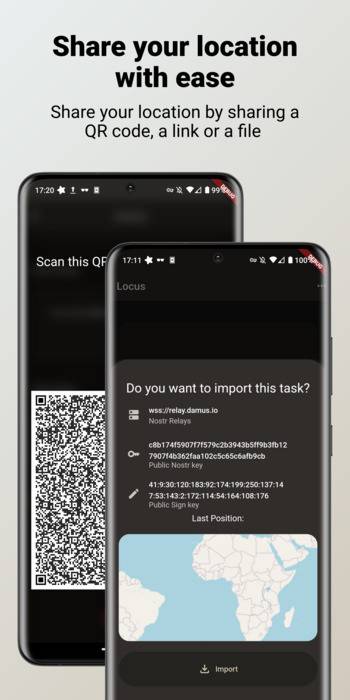 Share your location
with ease
Share your location by sharing a
QR code, a link or a file
17:20
99%
DEBUG
Scan this QR
17:11
100%
DEBUG
Locus
Do you want to import this task?
wss://relay.damus.io
Nostr Relays
c8b174f5907f7f579c2b3943b5ff9b3fb12
7907f4b362faa102c5c65c6afb9cb
Public Nostr key
41:9:30:120:183:92:174:199:250:137:14
7:53:143:2:172:114:54:164:108:176
Public Sign key
Last Position:
Import